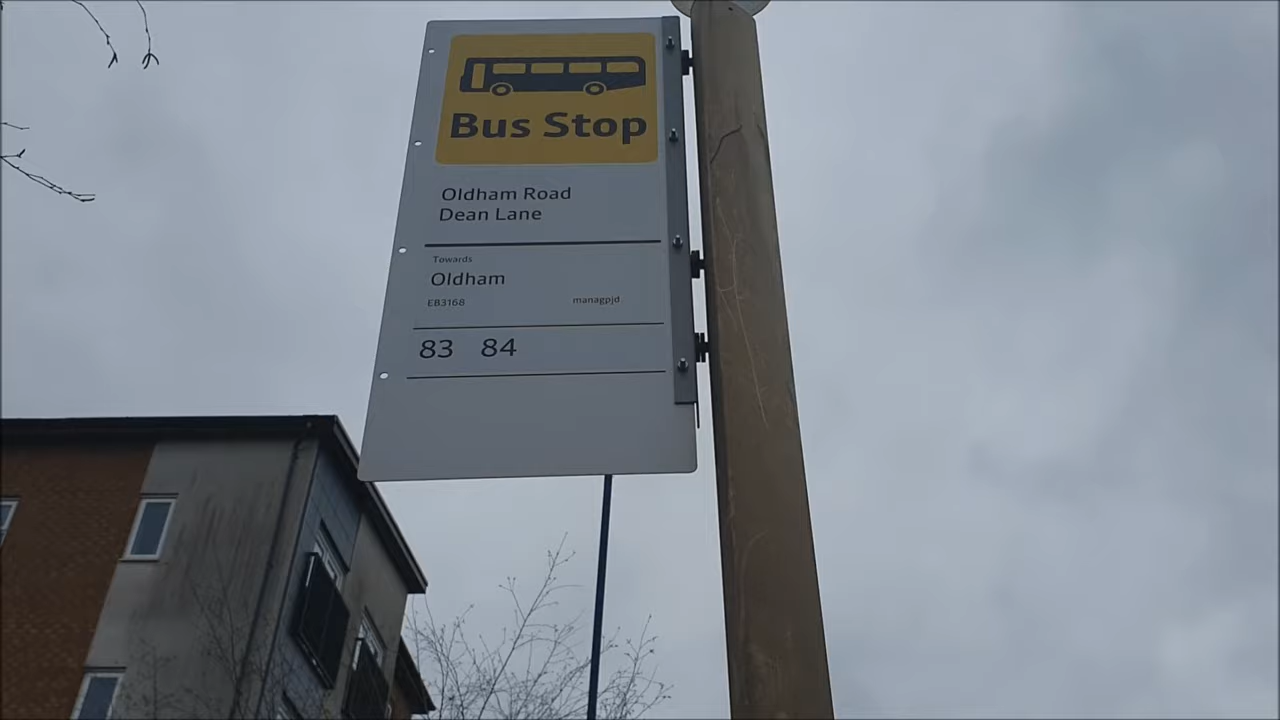 Bus Stop
Oldham Road
Dean Lane
Towards
Oldham
EB3168 managpjd
83 84